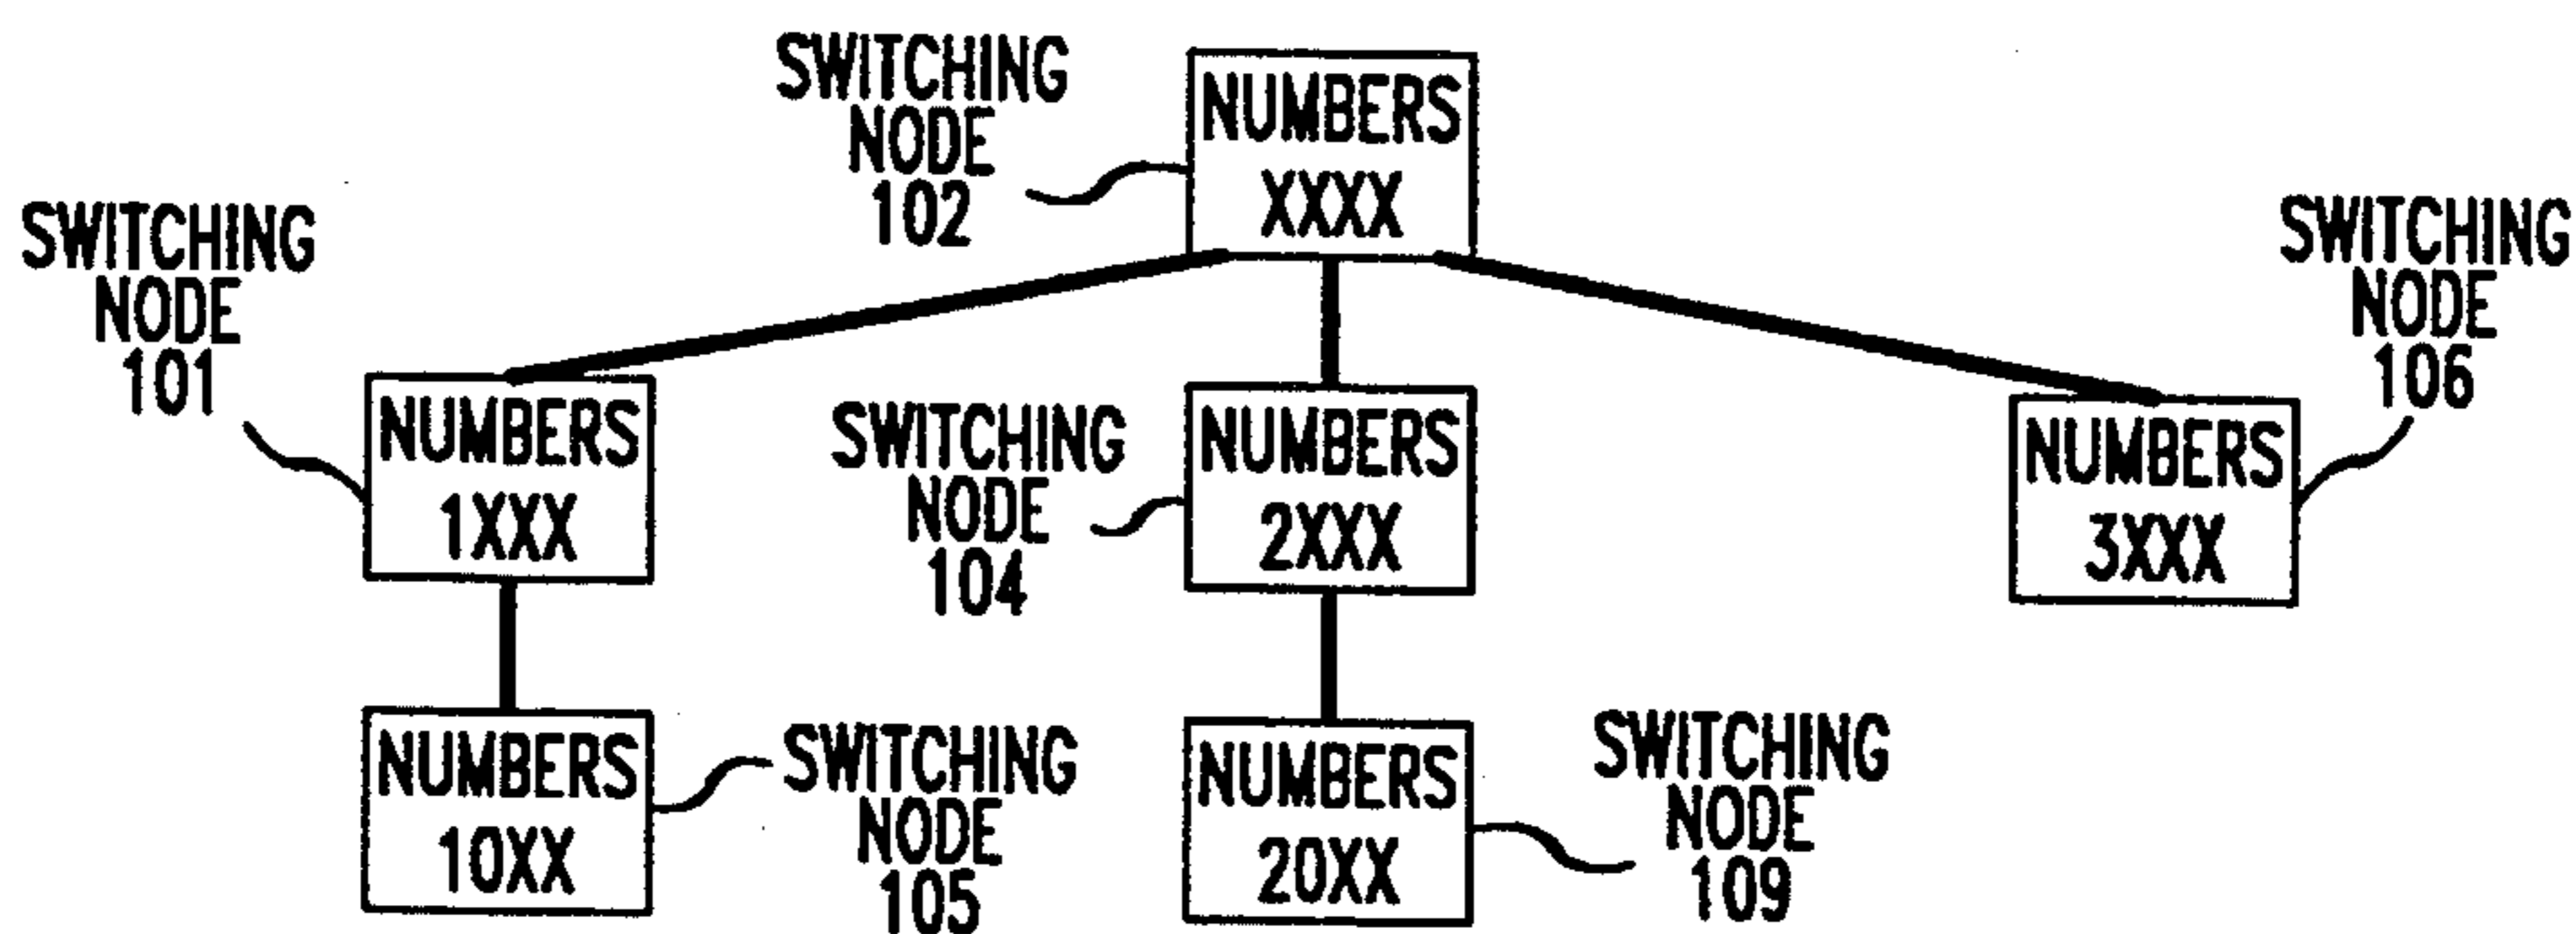 SWITCHING
NODE
102
NUMBERS
XXXX
SWITCHING
NODE
101
NUMBERS
1XXX
SWITCHING
NODE
104
NUMBERS
2XXX
SWITCHING
NODE
106
NUMBERS
3XXX
NUMBERS
10XX
SWITCHING
NODE
105
NUMBERS
20XX
SWITCHING
NODE
109